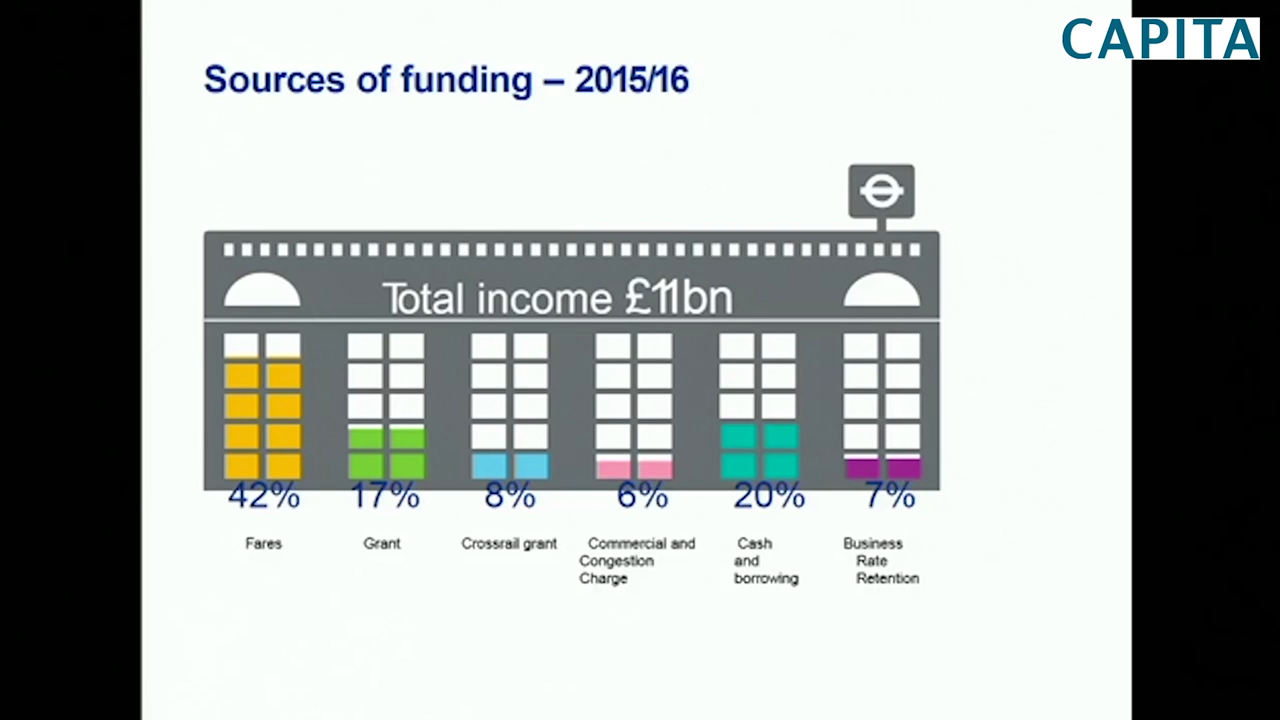 CAPITA
Sources of funding – 2015/16
Total income £11bn
42% 17% 8% 6% 20% 7%
Fares Grant Crossrail grant Commercial and Cash Business
Congestion and Rate
Charge borrowing Retention